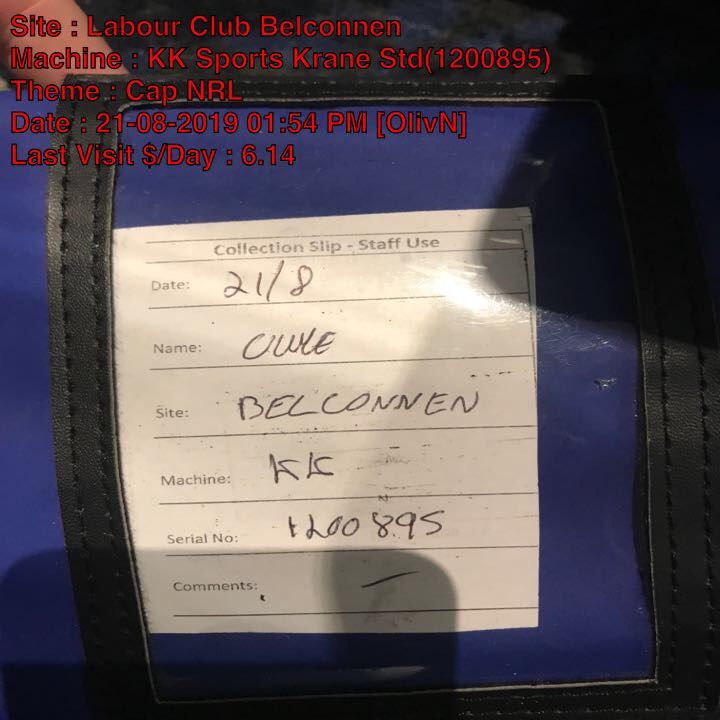 Site : Labour Club Belconnen
Machine : KK Sports Krane Std(1200895)
Theme : Cap NRL
Date : 21-08-2019 01:54 PM [OlivN]
Last Visit $/Day : 6.14
Collection Slip - Staff Use
Date: 21/8
Name:
Site: BELCONNEN
Machine: KK
Serial No: 1200895
Comments: —